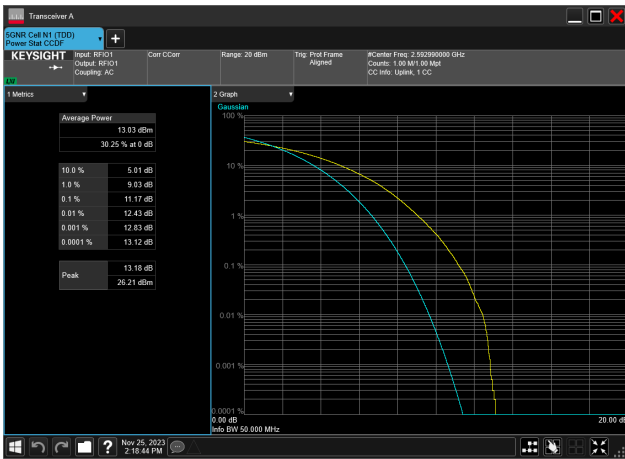 Transceiver A
5GNR Cell N1 (TDD)
Power Stat CCDF
KEYSIGHT
Input: RFIO1
Output: RFIO1
Coupling: AC
Corr CCorr
Range: 20 dBm
Trig: Prot Frame
Aligned
#Center Freq: 2.592990000 GHz
Counts: 1.00 M/1.00 Mpt
CC Info: Uplink, 1 CC
1 Metrics
Average Power
13.03 dBm
30.25 % at 0 dB
10.0 % 5.01 dB
1.0 % 9.03 dB
0.1 % 11.17 dB
0.01 % 12.43 dB
0.001 % 12.83 dB
0.0001 % 13.12 dB
Peak
13.18 dB
26.21 dBm
2 Graph
Gaussian
100 %
10 %
1 %
0.1 %
0.01 %
0.001 %
0.0001 %
0.00 dB
20.00 dB
Info BW 50.000 MHz
Nov 25, 2023
2:18:44 PM